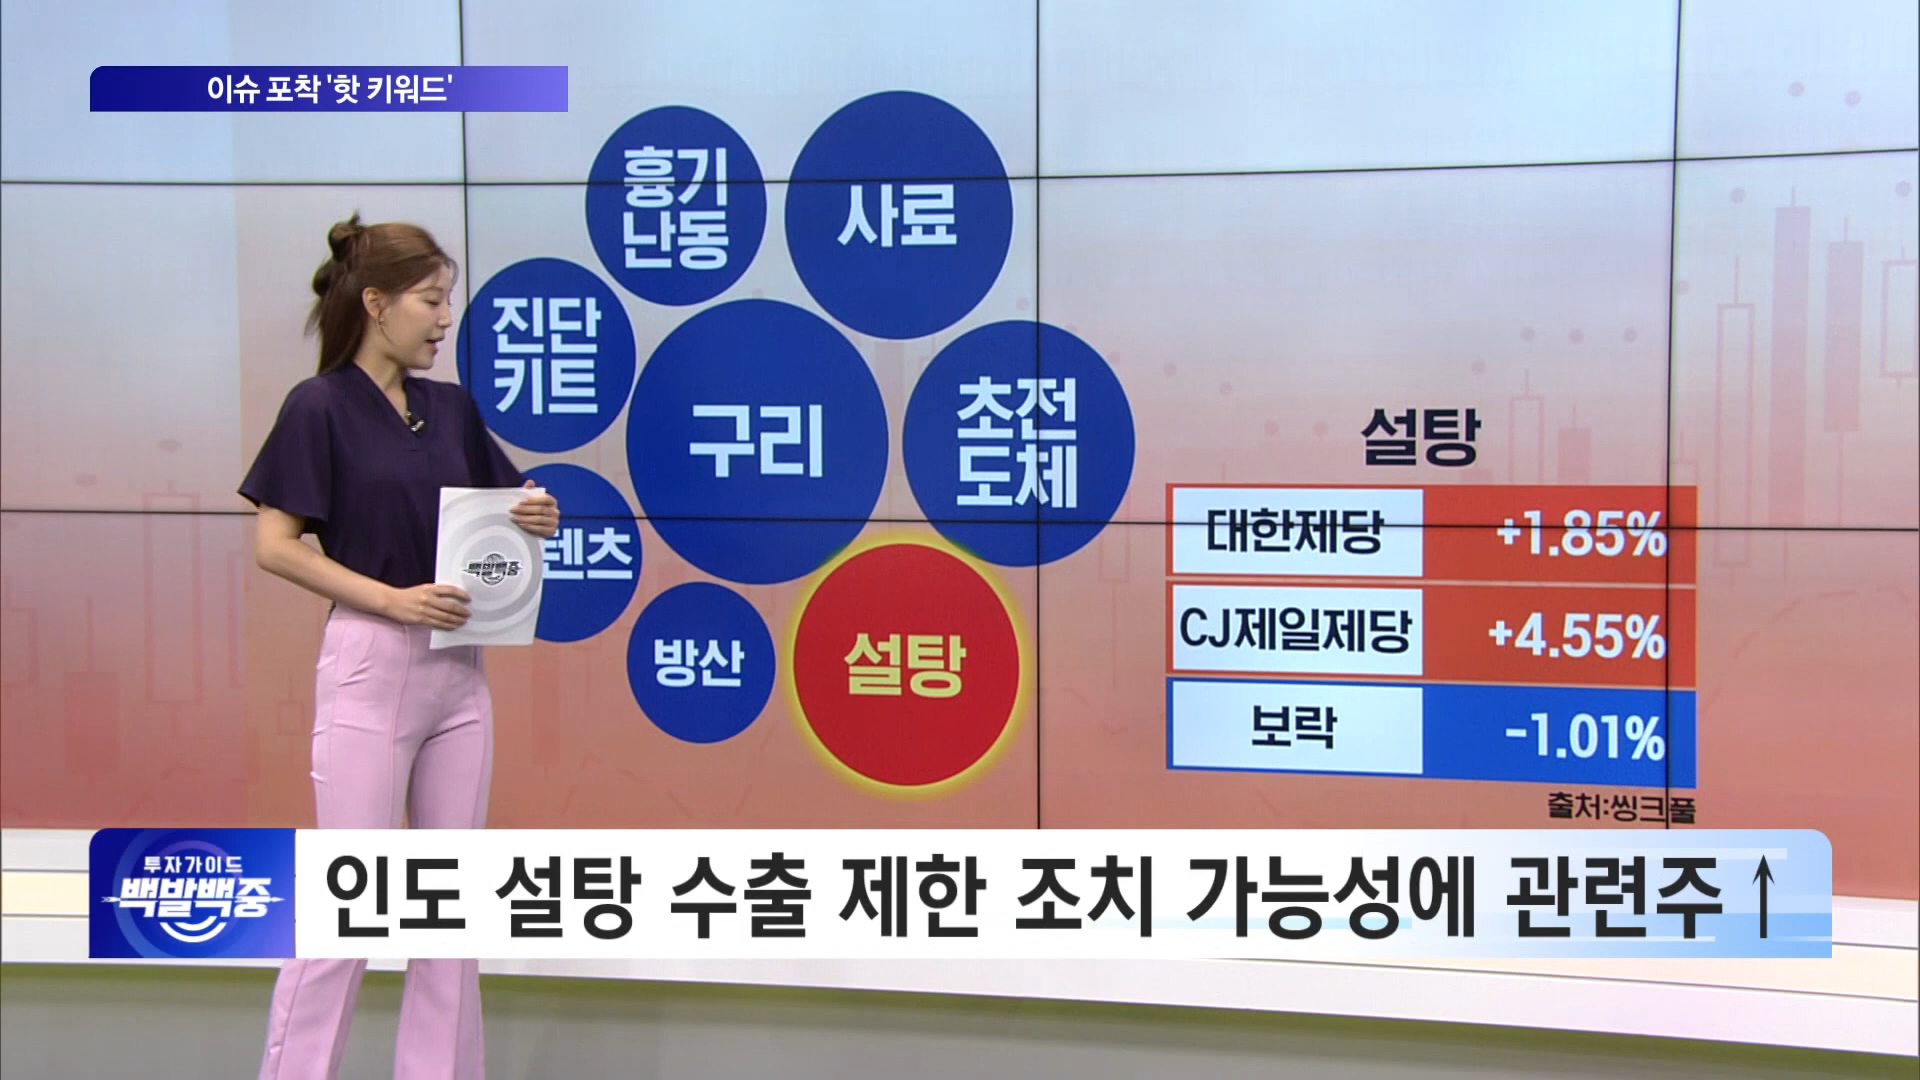 이슈 포착 '핫 키워드'
흉기
난동
사료
진단
키트
구리
초전
도체
텐츠
방산
설탕
설탕
대한제당 +1.85%
CJ제일제당 +4.55%
보락 -1.01%
출처:씽크풀
백발백중
투자가이드
백발백중
인도 설탕 수출 제한 조치 가능성에 관련주↑